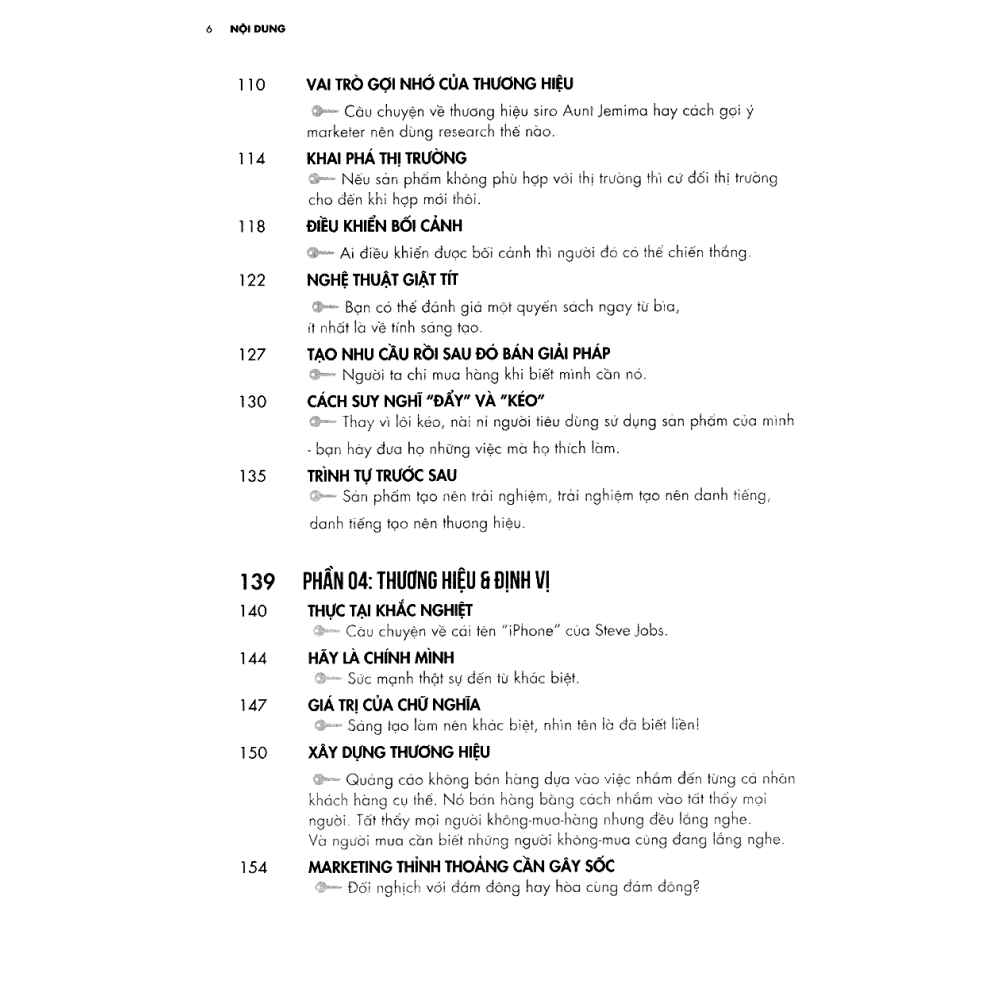 6 NỘI DUNG
110 VAI TRÒ GỢI NHỚ CỦA THƯƠNG HIỆU
Câu chuyện về thương hiệu siro Aunt Jemima hay cách gợi ý
marketer nên dùng research thế nào.
114 KHAI PHÁ THỊ TRƯỜNG
Nếu sản phẩm không phù hợp với thị trường thì cứ đổi thị trường
cho đến khi hợp mới thôi.
118 ĐIỀU KHIỂN BỐI CẢNH
Ai điều khiển được bối cảnh thì người đó có thể chiến thắng.
122 NGHỆ THUẬT GIẬT TÍT
Bạn có thể đánh giá một quyển sách ngay từ bìa,
ít nhất là về tính sáng tạo.
127 TẠO NHU CẦU RỒI SAU ĐÓ BÁN GIẢI PHÁP
Người ta chỉ mua hàng khi biết mình cần nó.
130 CÁCH SUY NGHĨ “ĐẨY” VÀ “KÉO”
Thay vì lôi kéo, nài nỉ người tiêu dùng sử dụng sản phẩm của mình
- bạn hãy đưa họ những việc mà họ thích làm.
135 TRÌNH TỰ TRƯỚC SAU
Sản phẩm tạo nên trải nghiệm, trải nghiệm tạo nên danh tiếng,
danh tiếng tạo nên thương hiệu.
139 PHẦN 04: THƯƠNG HIỆU & ĐỊNH VỊ
140 THỰC TẠI KHẮC NGHIỆT
Câu chuyện về cái tên “iPhone” của Steve Jobs.
144 HÃY LÀ CHÍNH MÌNH
Sức mạnh thật sự đến từ khác biệt.
147 GIÁ TRỊ CỦA CHỮ NGHĨA
Sáng tạo làm nên khác biệt, nhìn tên là đã biết liền!
150 XÂY DỰNG THƯƠNG HIỆU
Quảng cáo không bán hàng dựa vào việc nhắm đến từng cá nhân
khách hàng cụ thể. Nó bán hàng bằng cách nhắm vào tất thảy mọi
người. Tất thảy mọi người không-mua-hàng nhưng đều lắng nghe.
Và người mua cần biết những người không-mua cũng đang lắng nghe.
154 MARKETING THỈNH THOẢNG CẦN GÂY SỐC
Đối nghịch với đám đông hay hòa cùng đám đông?